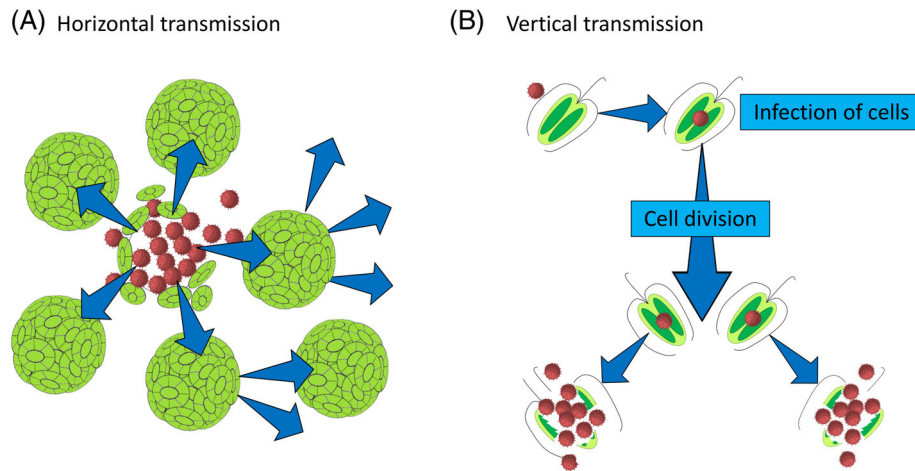 (A) Horizontal transmission
(B) Vertical transmission
Infection of cells
Cell division